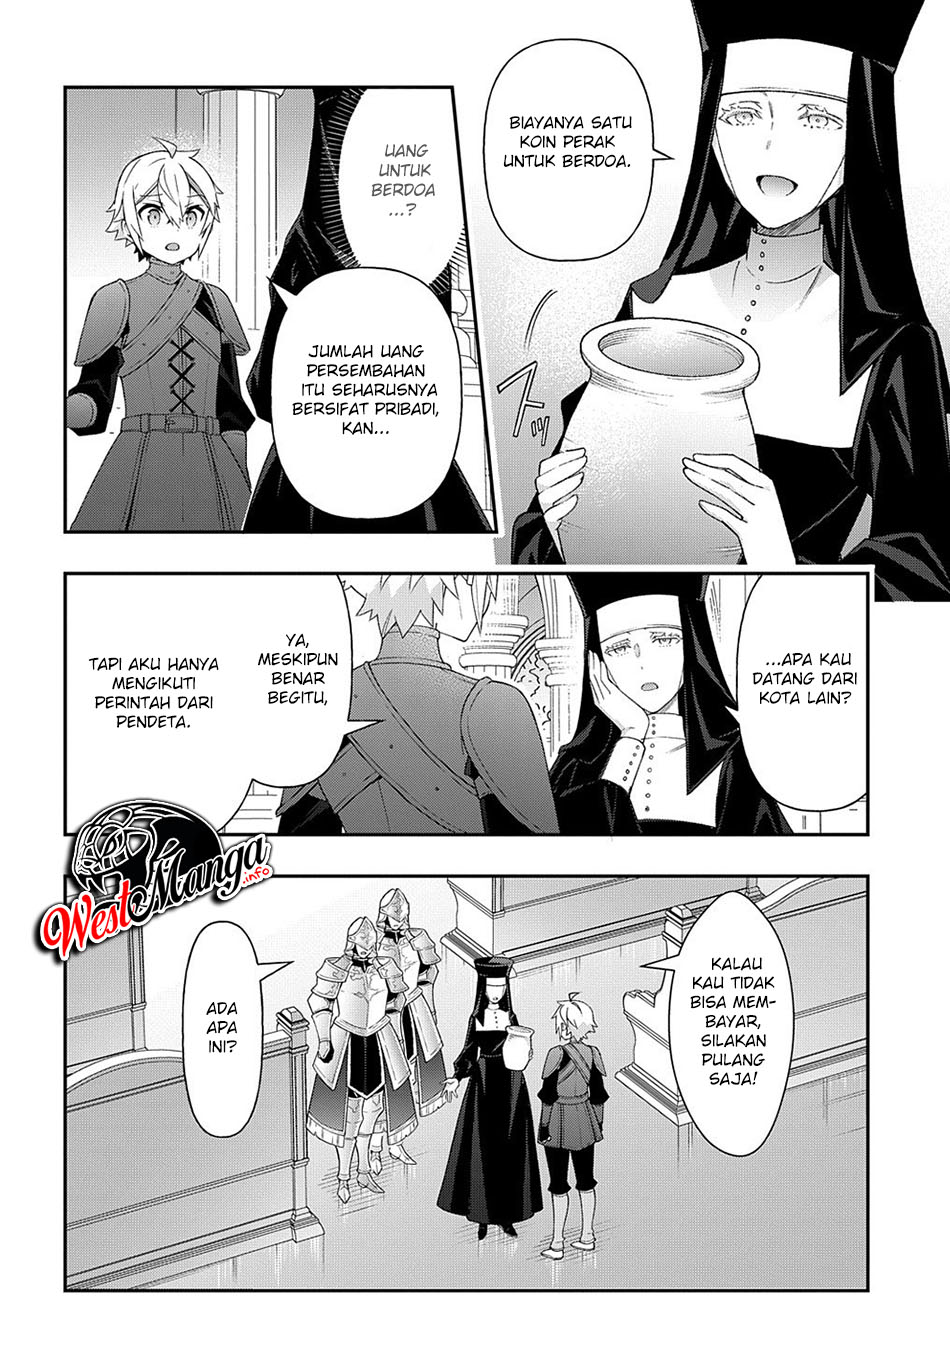 BIAYANYA SATU
KOIN PERAK
UNTUK BERDOA.
UANG
UNTUK
BERDOA
...?
JUMLAH UANG
PERSEMBAHAN
ITU SEHARUSNYA
BERSIFAT PRIBADI,
KAN...
...APA KAU
DATANG DARI
KOTA LAIN?
YA,
MESKIPUN
BENAR
BEGITU,
TAPI AKU HANYA
MENGIKUTI
PERINTAH DARI
PENDETA.
KALAU
KAU TIDAK
BISA MEM-
BAYAR,
SILAKAN
PULANG
SAJA!
ADA
APA
INI?
WestManga
.info